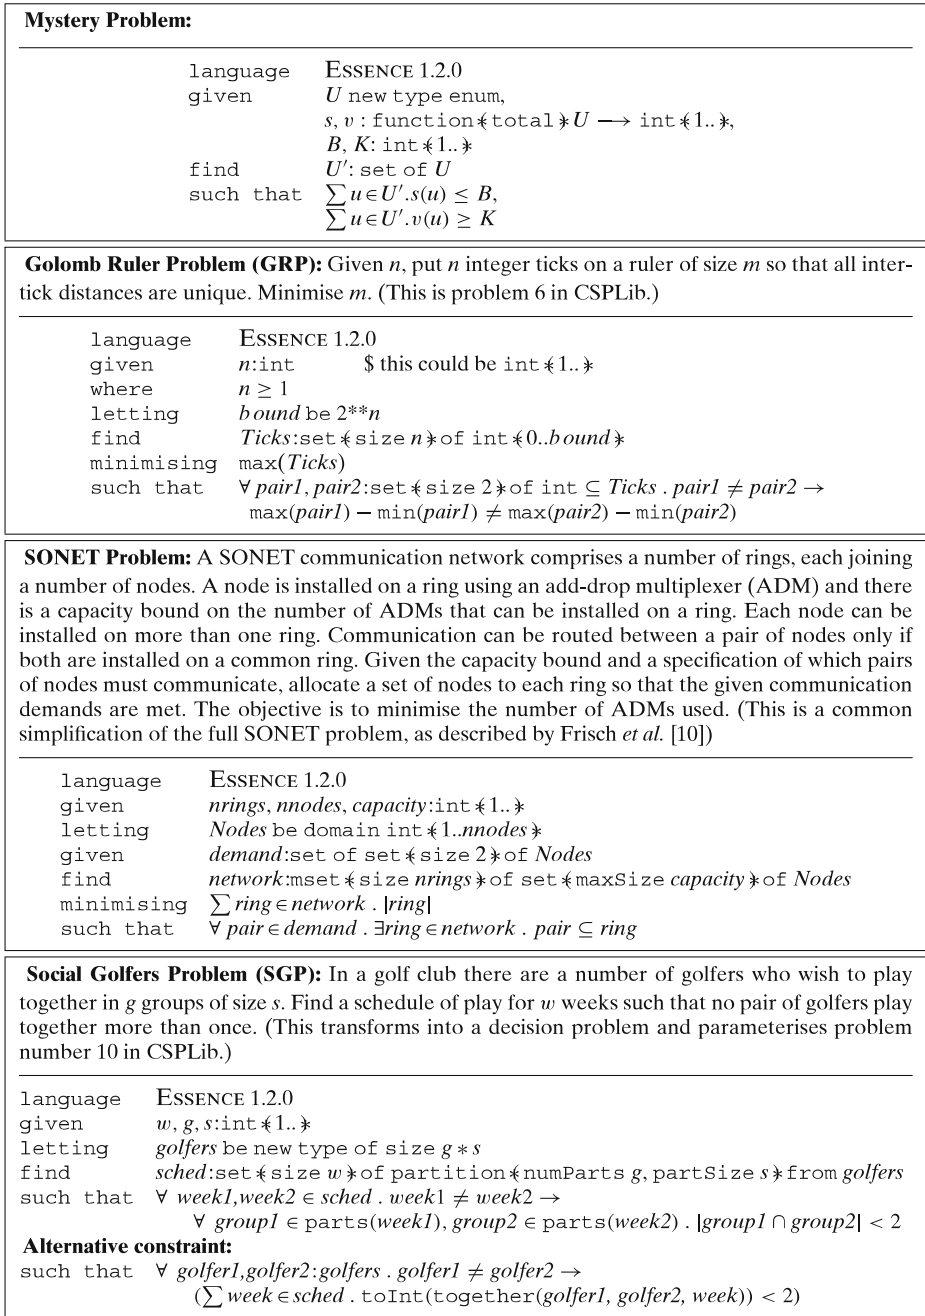 Mystery Problem:
language ESSENCE 1.2.0
given U new type enum,
s, v : function ⦃total⦄ U ⟶ int ⦃1..⦄,
B, K: int ⦃1..⦄
find U′: set of U
such that ∑ u∈U′.s(u) ≤ B,
∑ u∈U′.v(u) ≥ K
Golomb Ruler Problem (GRP): Given n, put n integer ticks on a ruler of size m so that all inter-
tick distances are unique. Minimise m. (This is problem 6 in CSPLib.)
language ESSENCE 1.2.0
given n:int $ this could be int ⦃1..⦄
where n ≥ 1
letting bound be 2**n
find Ticks:set ⦃size n⦄ of int ⦃0..bound⦄
minimising max(Ticks)
such that ∀ pair1, pair2:set ⦃size 2⦄ of int ⊆ Ticks . pair1 ≠ pair2 →
max(pair1) − min(pair1) ≠ max(pair2) − min(pair2)
SONET Problem: A SONET communication network comprises a number of rings, each joining
a number of nodes. A node is installed on a ring using an add-drop multiplexer (ADM) and there
is a capacity bound on the number of ADMs that can be installed on a ring. Each node can be
installed on more than one ring. Communication can be routed between a pair of nodes only if
both are installed on a common ring. Given the capacity bound and a specification of which pairs
of nodes must communicate, allocate a set of nodes to each ring so that the given communication
demands are met. The objective is to minimise the number of ADMs used. (This is a common
simplification of the full SONET problem, as described by Frisch et al. [10])
language ESSENCE 1.2.0
given nrings, nnodes, capacity:int ⦃1..⦄
letting Nodes be domain int ⦃1..nnodes⦄
given demand:set of set ⦃size 2⦄ of Nodes
find network:mset ⦃size nrings⦄ of set ⦃maxSize capacity⦄ of Nodes
minimising ∑ ring∈network . |ring|
such that ∀ pair∈demand . ∃ring∈network . pair ⊆ ring
Social Golfers Problem (SGP): In a golf club there are a number of golfers who wish to play
together in g groups of size s. Find a schedule of play for w weeks such that no pair of golfers play
together more than once. (This transforms into a decision problem and parameterises problem
number 10 in CSPLib.)
language ESSENCE 1.2.0
given w, g, s:int ⦃1..⦄
letting golfers be new type of size g * s
find sched:set ⦃size w⦄ of partition ⦃numParts g, partSize s⦄ from golfers
such that ∀ week1,week2 ∈ sched . week1 ≠ week2 →
∀ group1 ∈ parts(week1), group2 ∈ parts(week2) . |group1 ∩ group2| < 2
Alternative constraint:
such that ∀ golfer1,golfer2:golfers . golfer1 ≠ golfer2 →
(∑ week∈sched . toInt(together(golfer1, golfer2, week)) < 2)